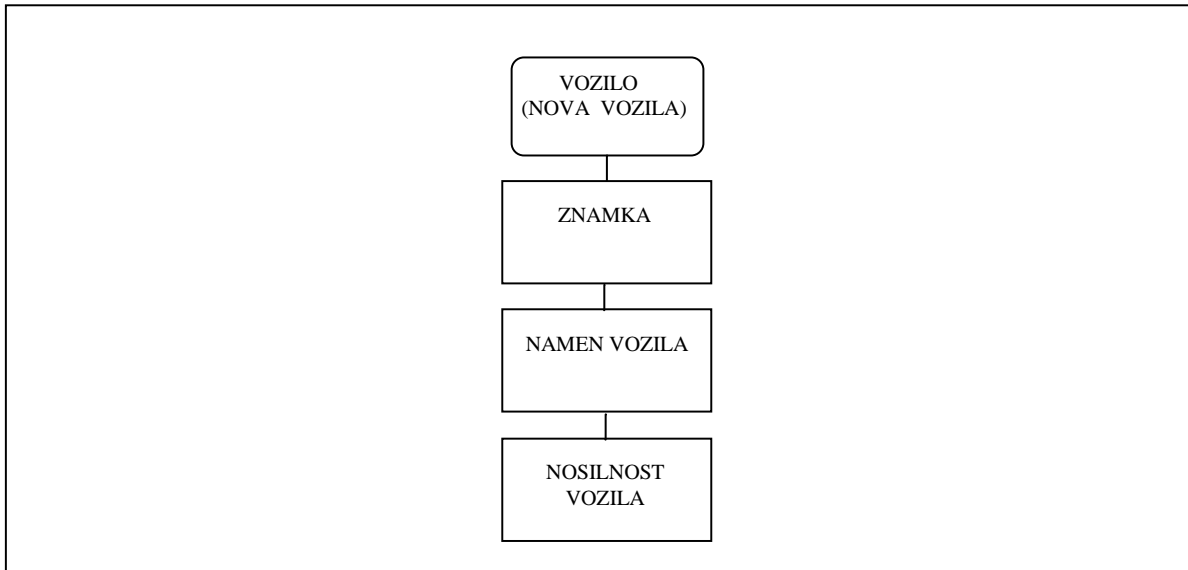 VOZILO
(NOVA VOZILA)
ZNAMKA
NAMEN VOZILA
NOSILNOST
VOZILA